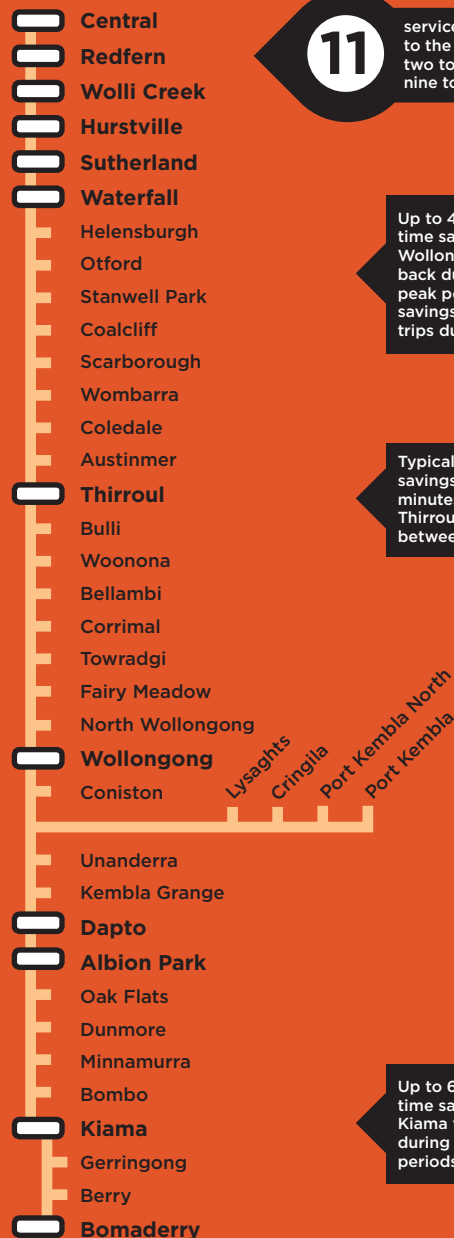 Central
Redfern
Wolli Creek
Hurstville
Sutherland
Waterfall
Helensburgh
Otford
Stanwell Park
Coalcliff
Scarborough
Wombarra
Coledale
Austinmer
Thirroul
Bulli
Woonona
Bellambi
Corrimal
Towradgi
Fairy Meadow
North Wollongong
Wollongong
Coniston
Lysaghts
Cringila
Port Kembla North
Port Kembla
Unanderra
Kembla Grange
Dapto
Albion Park
Oak Flats
Dunmore
Minnamurra
Bombo
Kiama
Gerringong
Berry
Bomaderry
11
service
to the
two to
nine to
Up to 4
time sa
Wollon
back du
peak pe
savings
trips du
Typical
savings
minute
Thirrou
betwee
Up to 6
time sa
Kiama
during
periods